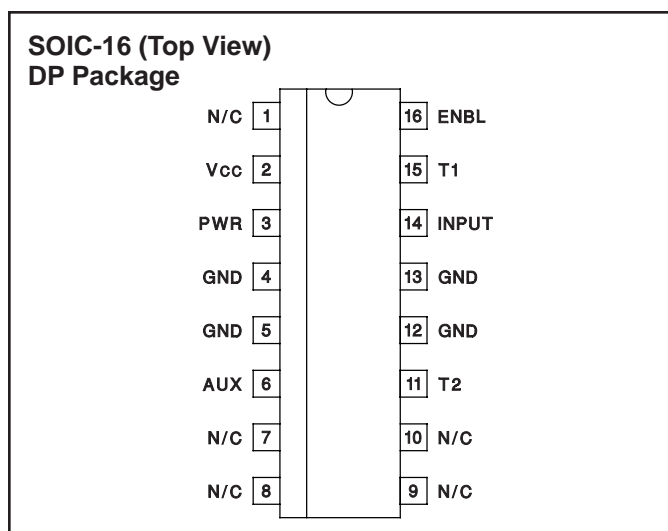 SOIC-16 (Top View)
DP Package
N/C 1 16 ENBL
Vcc 2 15 T1
PWR 3 14 INPUT
GND 4 13 GND
GND 5 12 GND
AUX 6 11 T2
N/C 7 10 N/C
N/C 8 9 N/C